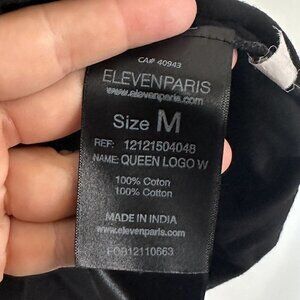 CA# 40943
ELEVENPARIS
www.elevenparis.com
Size M
REF: 12121504048
NAME: QUEEN LOGO W
100% Coton
100% Cotton
MADE IN INDIA
www.elevenparis.com
FOB12110663